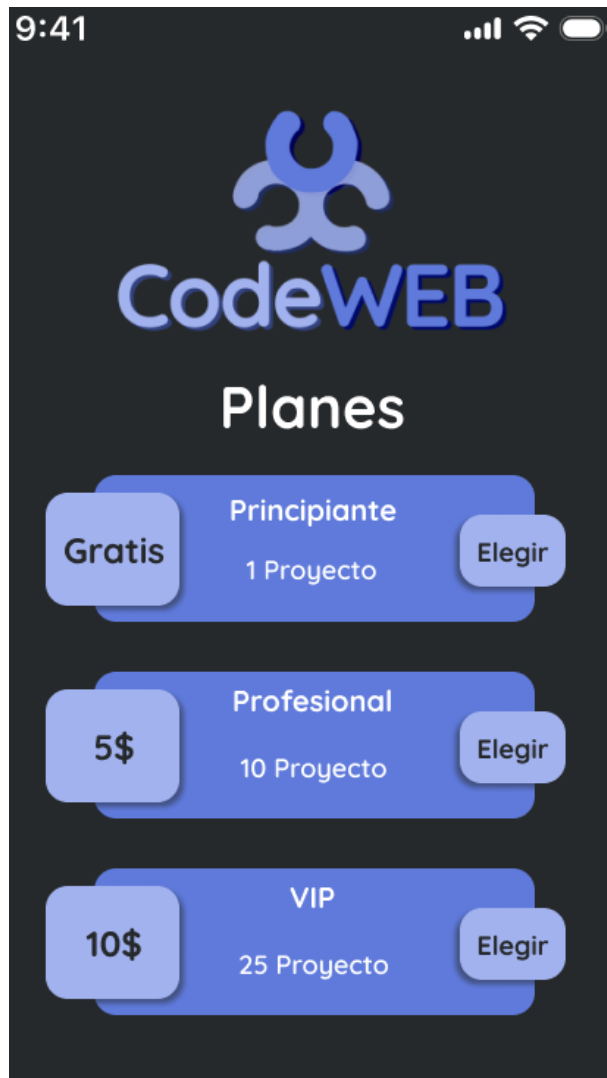 9:41
CodeWEB
Planes
Principiante
Gratis
1 Proyecto
Elegir
Profesional
5$
10 Proyecto
Elegir
VIP
10$
25 Proyecto
Elegir